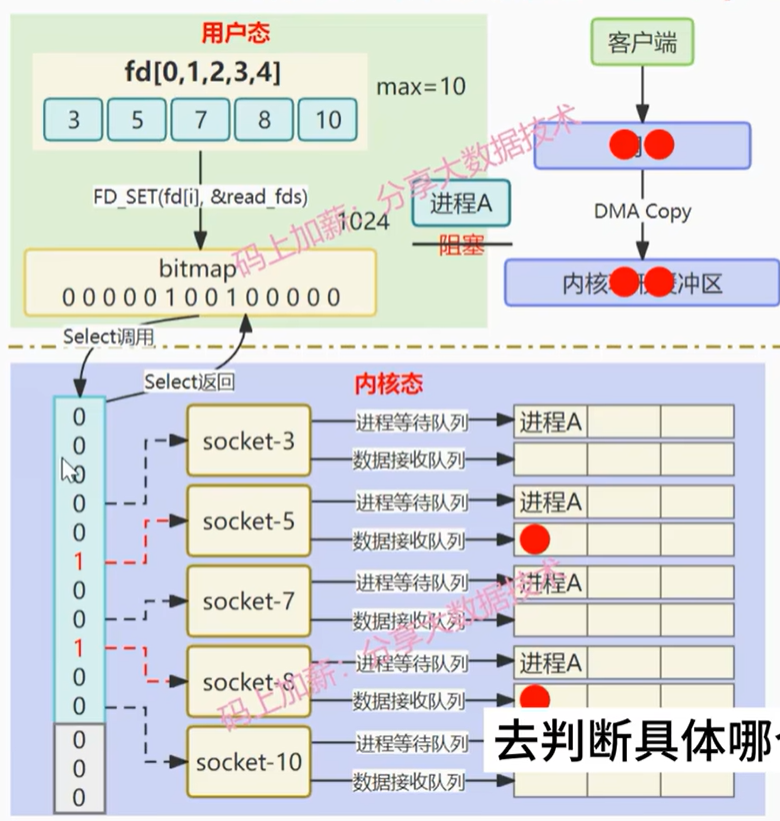 用户态
fd[0,1,2,3,4]
max=10
3 5 7 8 10
FD_SET(fd[i], &read_fds)
1024
进程A
阻塞
bitmap
0 0 0 0 0 1 0 0 1 0 0 0 0 0
客户端
DMA Copy
内核
缓冲区
Select调用
Select返回
内核态
0
0
0
0
0
1
0
0
1
0
0
0
0
0
socket-3
进程等待队列
进程A
数据接收队列
socket-5
进程等待队列
进程A
数据接收队列
socket-7
进程等待队列
进程A
数据接收队列
socket-8
进程等待队列
进程A
数据接收队列
socket-10
进程等待队列
数据接收队列
去判断具体哪
码上加薪：分享大数据技术
码上加薪：分享大数据技术